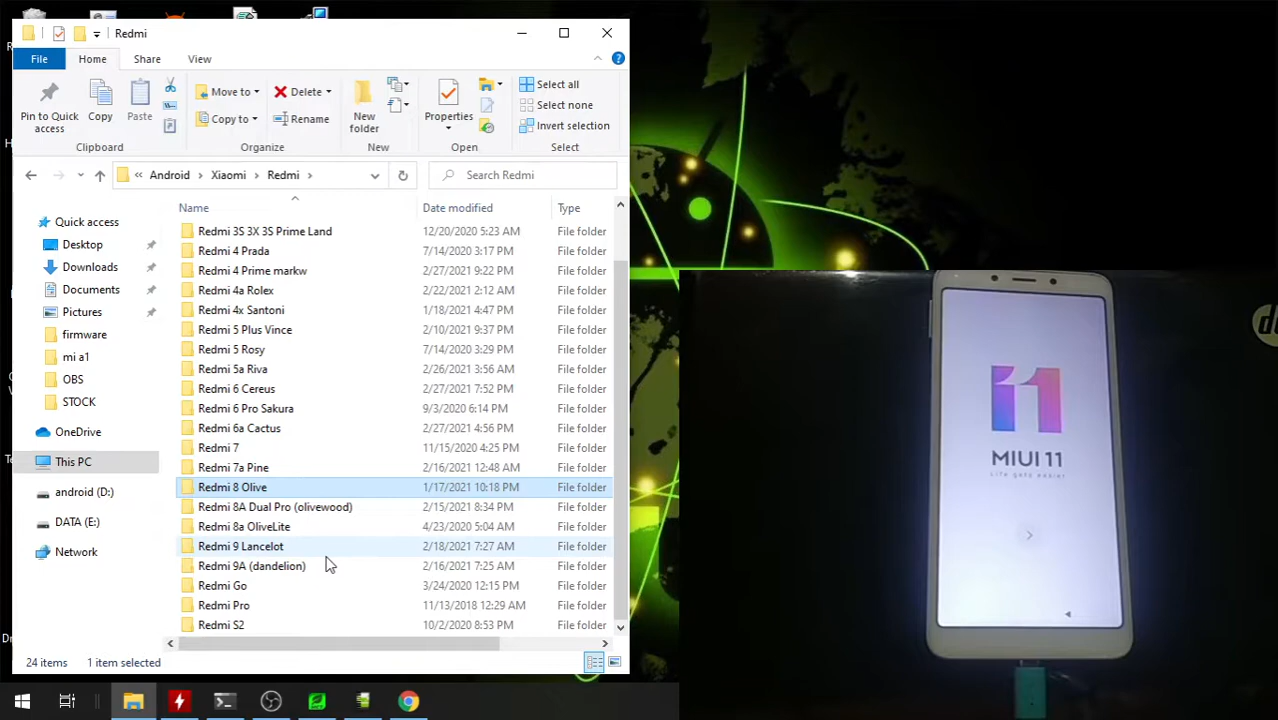 Redmi
File Home Share View
Pin to Quick access
Copy
Paste
Clipboard
Move to
Copy to
Delete
Rename
Organize
New folder
New
Properties
Open
Select all
Select none
Invert selection
Select
« Android › Xiaomi › Redmi ›
Search Redmi
Quick access
Desktop
Downloads
Documents
Pictures
firmware
mi a1
OBS
STOCK
OneDrive
This PC
android (D:)
DATA (E:)
Network
Name Date modified Type
Redmi 3S 3X 3S Prime Land 12/20/2020 5:23 AM File folder
Redmi 4 Prada 7/14/2020 3:17 PM File folder
Redmi 4 Prime markw 2/27/2021 9:22 PM File folder
Redmi 4a Rolex 2/22/2021 2:12 AM File folder
Redmi 4x Santoni 1/18/2021 4:47 PM File folder
Redmi 5 Plus Vince 2/10/2021 9:37 PM File folder
Redmi 5 Rosy 7/14/2020 3:29 PM File folder
Redmi 5a Riva 2/26/2021 3:56 AM File folder
Redmi 6 Cereus 2/27/2021 7:52 PM File folder
Redmi 6 Pro Sakura 9/3/2020 6:14 PM File folder
Redmi 6a Cactus 2/27/2021 4:56 PM File folder
Redmi 7 11/15/2020 4:25 PM File folder
Redmi 7a Pine 2/16/2021 12:48 AM File folder
Redmi 8 Olive 1/17/2021 10:18 PM File folder
Redmi 8A Dual Pro (olivewood) 2/15/2021 8:34 PM File folder
Redmi 8a OliveLite 4/23/2020 5:04 AM File folder
Redmi 9 Lancelot 2/18/2021 7:27 AM File folder
Redmi 9A (dandelion) 2/16/2021 7:25 AM File folder
Redmi Go 3/24/2020 12:15 PM File folder
Redmi Pro 11/13/2018 12:29 AM File folder
Redmi S2 10/2/2020 8:53 PM File folder
24 items 1 item selected
11
MIUI 11
Life gets easier